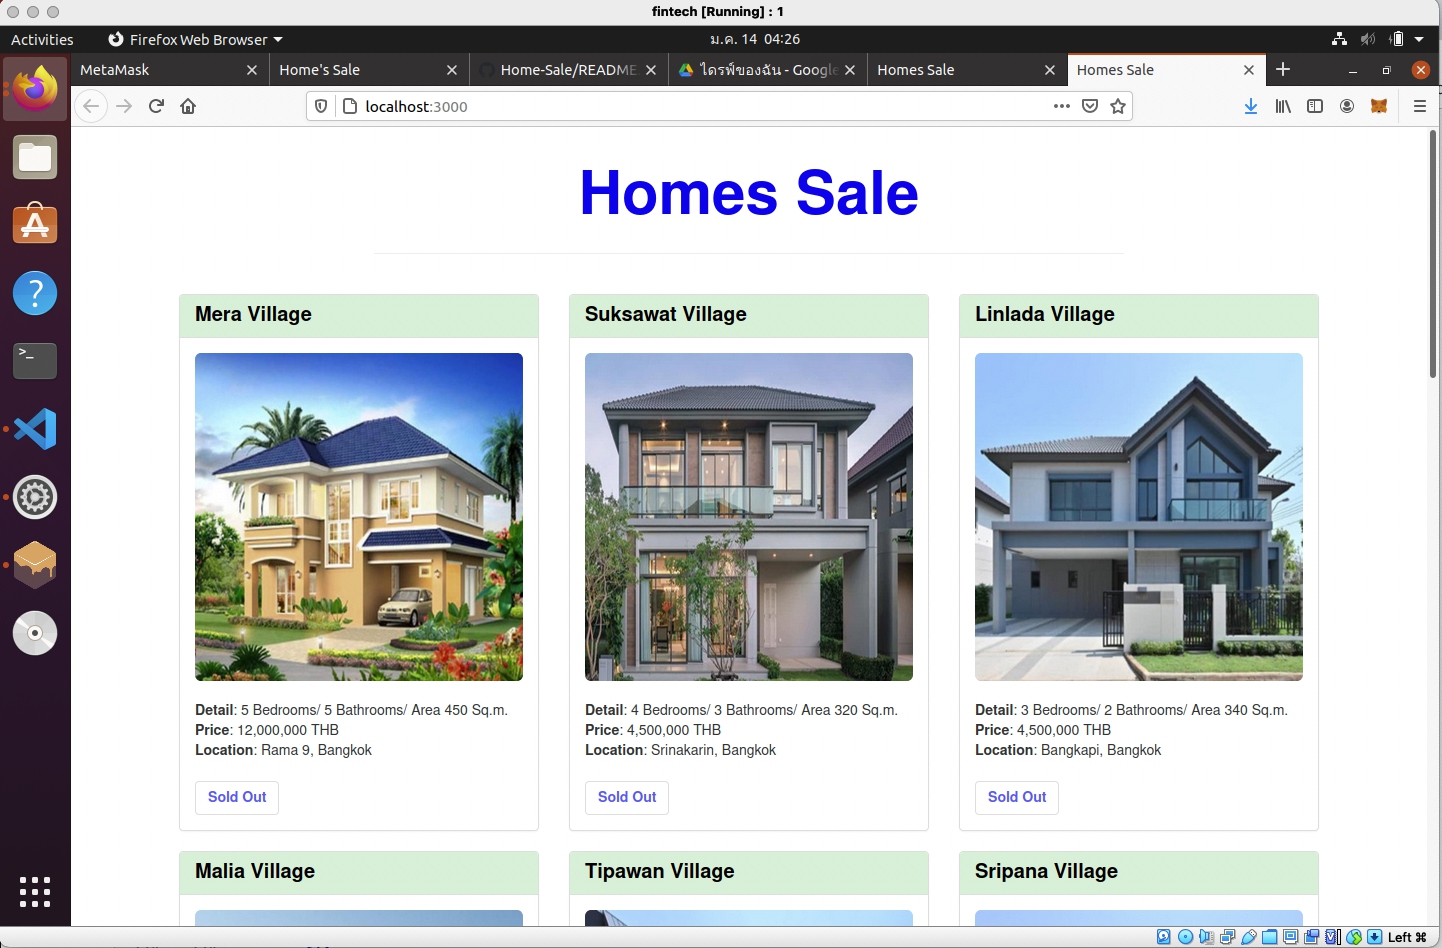 fintech [Running] : 1
Activities
Firefox Web Browser
ม.ค. 14 04:26
MetaMask
Home's Sale
Home-Sale/README
ไดรฟ์ของฉัน - Google
Homes Sale
Homes Sale
localhost:3000
Homes Sale
Mera Village
Suksawat Village
Linlada Village
Detail: 5 Bedrooms/ 5 Bathrooms/ Area 450 Sq.m.
Price: 12,000,000 THB
Location: Rama 9, Bangkok
Sold Out
Detail: 4 Bedrooms/ 3 Bathrooms/ Area 320 Sq.m.
Price: 4,500,000 THB
Location: Srinakarin, Bangkok
Sold Out
Detail: 3 Bedrooms/ 2 Bathrooms/ Area 340 Sq.m.
Price: 4,500,000 THB
Location: Bangkapi, Bangkok
Sold Out
Malia Village
Tipawan Village
Sripana Village
Left ⌘